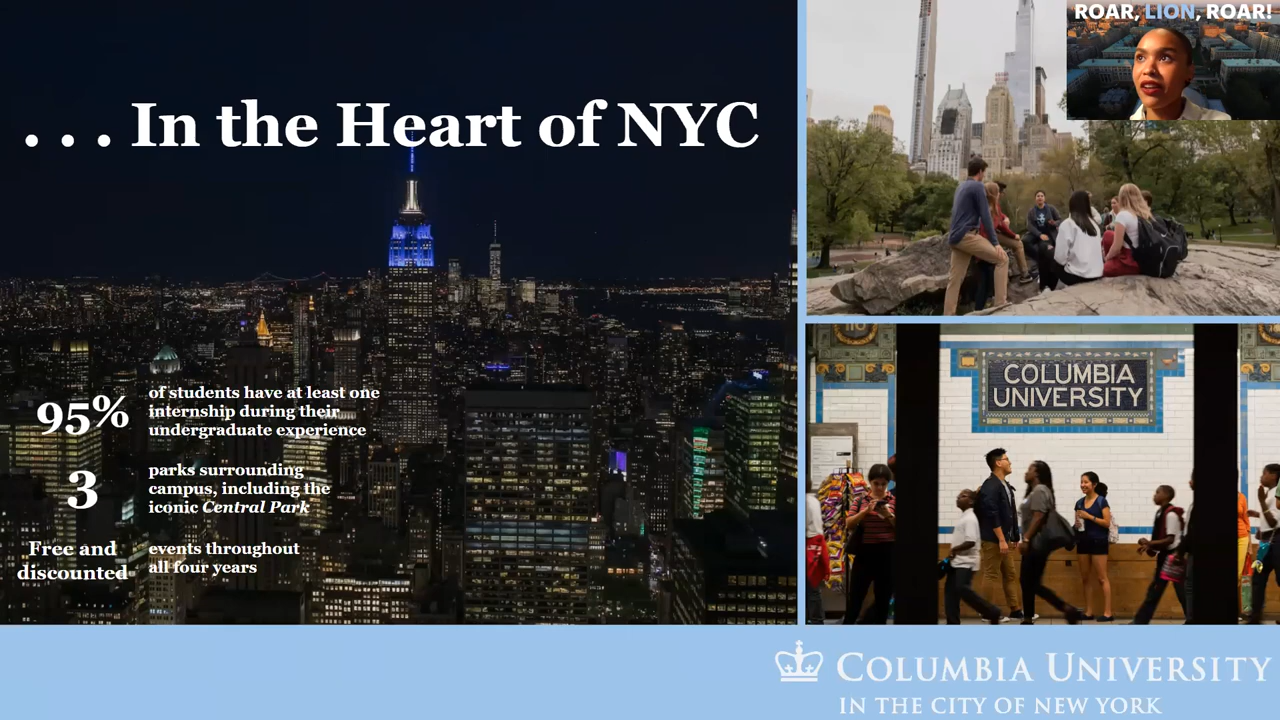 . . . In the Heart of NYC
95%
of students have at least one
internship during their
undergraduate experience
3
parks surrounding
campus, including the
iconic Central Park
Free and
discounted
events throughout
all four years
ROAR, LION, ROAR!
110
COLUMBIA
UNIVERSITY
COLUMBIA UNIVERSITY
IN THE CITY OF NEW YORK